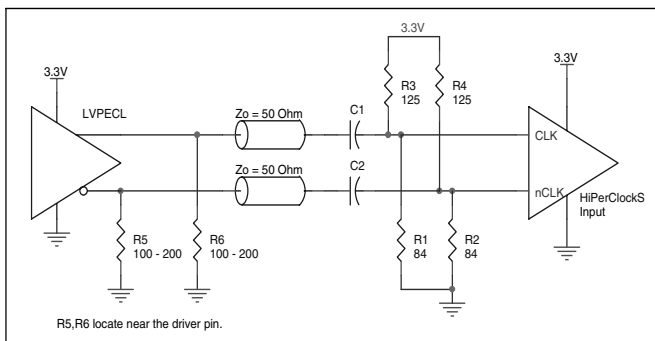 3.3V
3.3V
3.3V
R3
125
R4
125
LVPECL
Zo = 50 Ohm
C1
CLK
Zo = 50 Ohm
C2
nCLK
HiPerClockS
Input
R5
100 - 200
R6
100 - 200
R1
84
R2
84
R5,R6 locate near the driver pin.